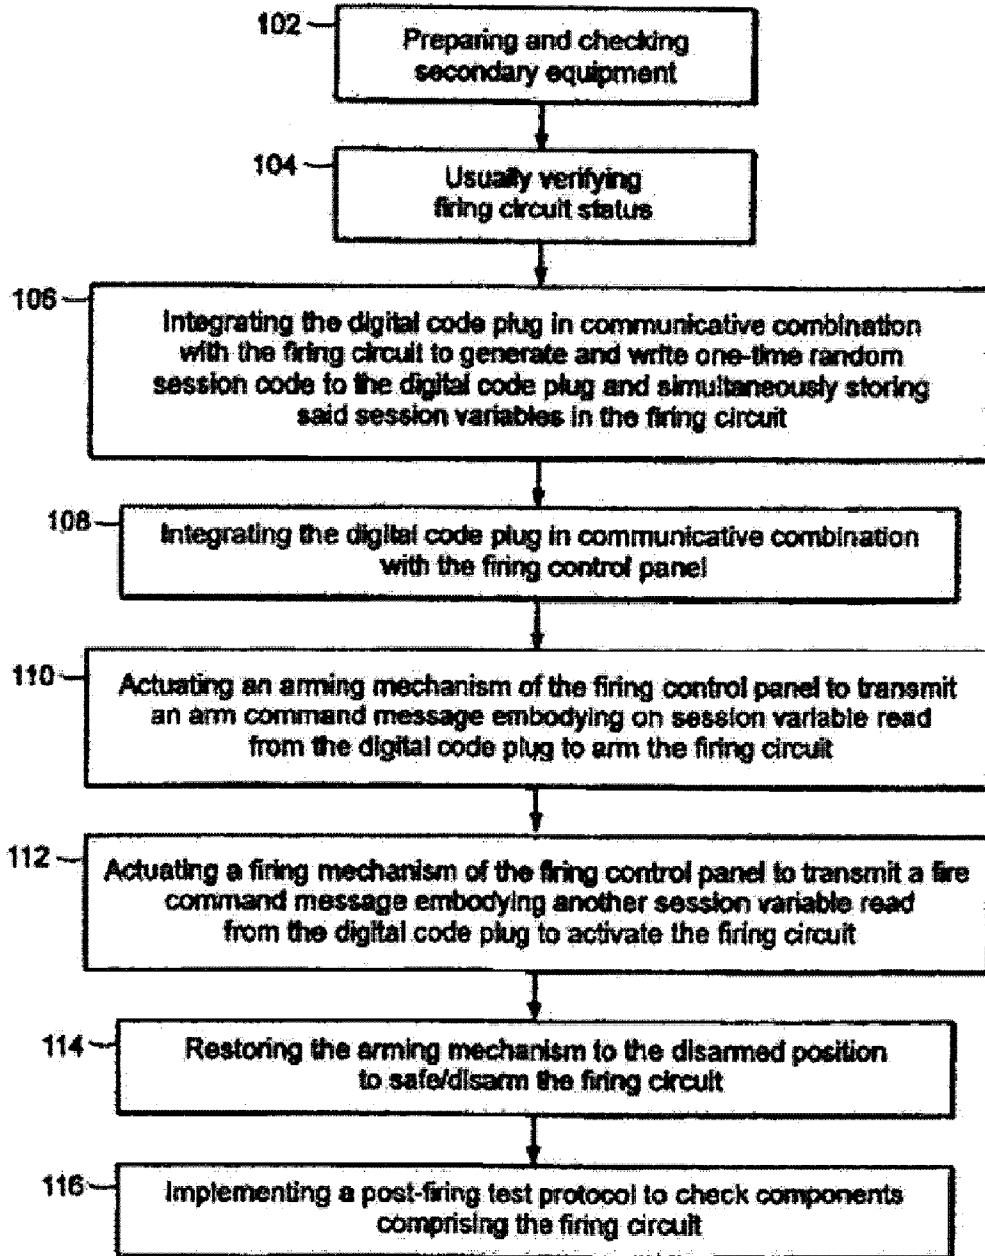 102
Preparing and checking
secondary equipment
104
Usually verifying
firing circuit status
106
Integrating the digital code plug in communicative combination
with the firing circuit to generate and write one-time random
session code to the digital code plug and simultaneously storing
said session variables in the firing circuit
108
Integrating the digital code plug in communicative combination
with the firing control panel
110
Actuating an arming mechanism of the firing control panel to transmit
an arm command message embodying on session variable read
from the digital code plug to arm the firing circuit
112
Actuating a firing mechanism of the firing control panel to transmit a fire
command message embodying another session variable read
from the digital code plug to activate the firing circuit
114
Restoring the arming mechanism to the disarmed position
to safe/disarm the firing circuit
116
Implementing a post-firing test protocol to check components
comprising the firing circuit